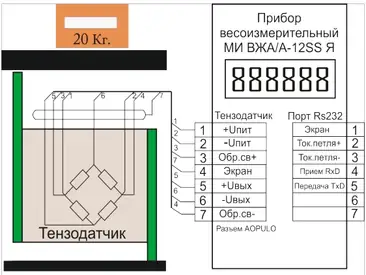 20 Кг.
Прибор
весоизмерительный
МИ ВЖА/А-12SS Я
888888
Тензодатчик Порт Rs232
1 +Uпит Экран 1
2 -Uпит Ток.петля+ 2
3 Обр.св+ Ток.петля- 3
4 Экран Прием RxD 4
5 +Uвых Передача TxD 5
6 -Uвых 6
7 Обр.св- 7
Разъем AOPULO
Тензодатчик
5 3 1 6 2 4 7
1
2
3
7
5
6
4